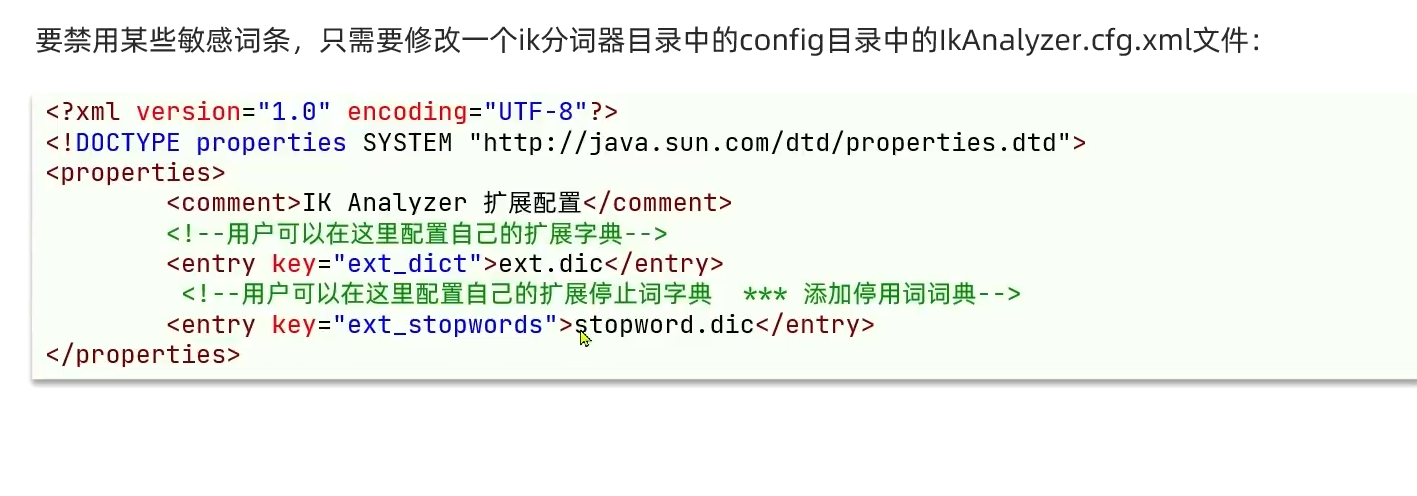 要禁用某些敏感词条，只需要修改一个ik分词器目录中的config目录中的IkAnalyzer.cfg.xml文件：
<?xml version="1.0" encoding="UTF-8"?>
<!DOCTYPE properties SYSTEM "http://java.sun.com/dtd/properties.dtd">
<properties>
        <comment>IK Analyzer 扩展配置</comment>
        <!--用户可以在这里配置自己的扩展字典-->
        <entry key="ext_dict">ext.dic</entry>
         <!--用户可以在这里配置自己的扩展停止词字典  *** 添加停用词词典-->
        <entry key="ext_stopwords">stopword.dic</entry>
</properties>